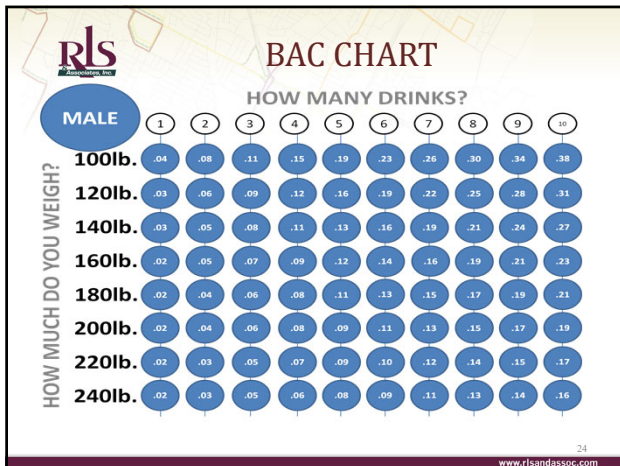 RLS
& Associates, Inc.
BAC CHART
HOW MANY DRINKS?
MALE 1 2 3 4 5 6 7 8 9 10
HOW MUCH DO YOU WEIGH?
100lb. .04 .08 .11 .15 .19 .23 .26 .30 .34 .38
120lb. .03 .06 .09 .12 .16 .19 .22 .25 .28 .31
140lb. .03 .05 .08 .11 .13 .16 .19 .21 .24 .27
160lb. .02 .05 .07 .09 .12 .14 .16 .19 .21 .23
180lb. .02 .04 .06 .08 .11 .13 .15 .17 .19 .21
200lb. .02 .04 .06 .08 .09 .11 .13 .15 .17 .19
220lb. .02 .03 .05 .07 .09 .10 .12 .14 .15 .17
240lb. .02 .03 .05 .06 .08 .09 .11 .13 .14 .16
24
www.rlsandassoc.com